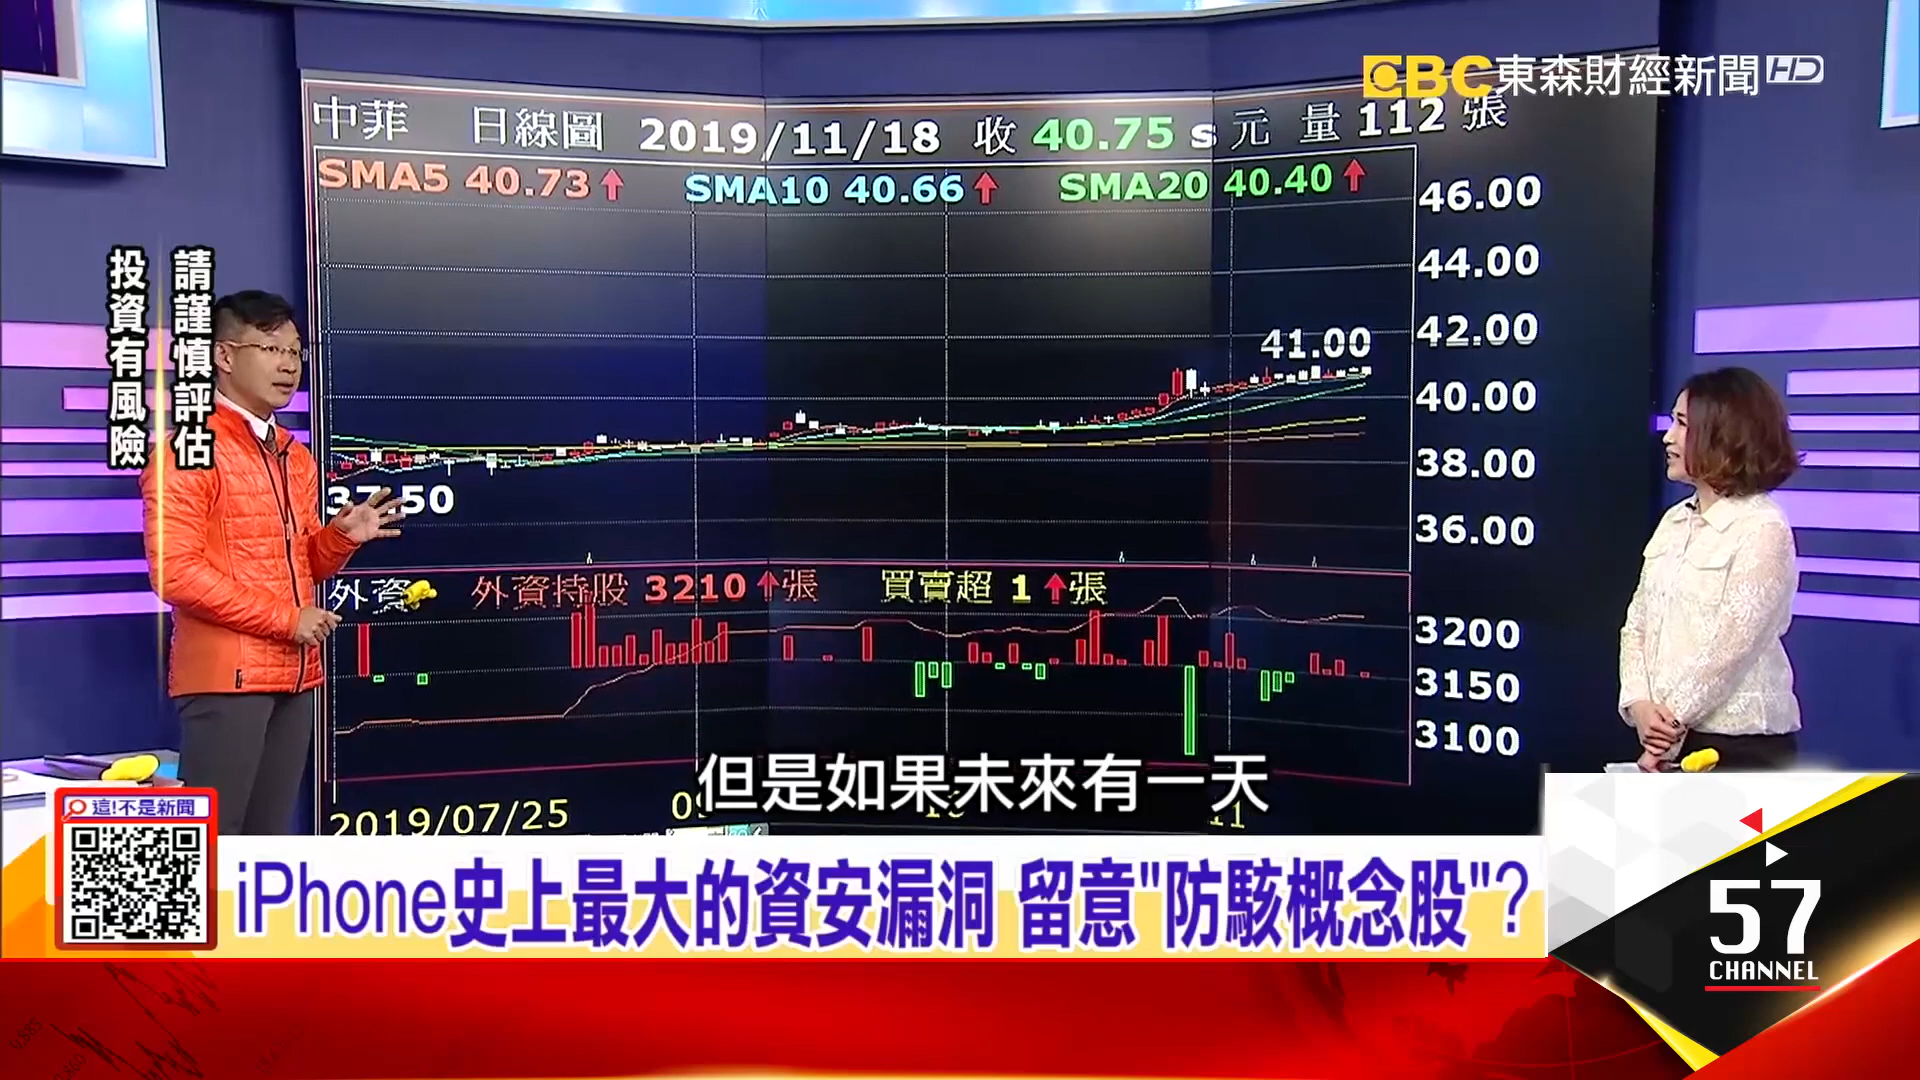 EBC 東森財經新聞 HD
中菲 日線圖 2019/11/18 收 40.75 s 元 量 112 張
SMA5 40.73↑ SMA10 40.66↑ SMA20 40.40↑
46.00
44.00
42.00
40.00
38.00
36.00
41.00
37.50
請謹慎評估
投資有風險
外資 外資持股 3210↑張 買賣超 1↑張
3200
3150
3100
2019/07/25 11
但是如果未來有一天
這!不是新聞
iPhone史上最大的資安漏洞 留意"防駭概念股"?
57
CHANNEL